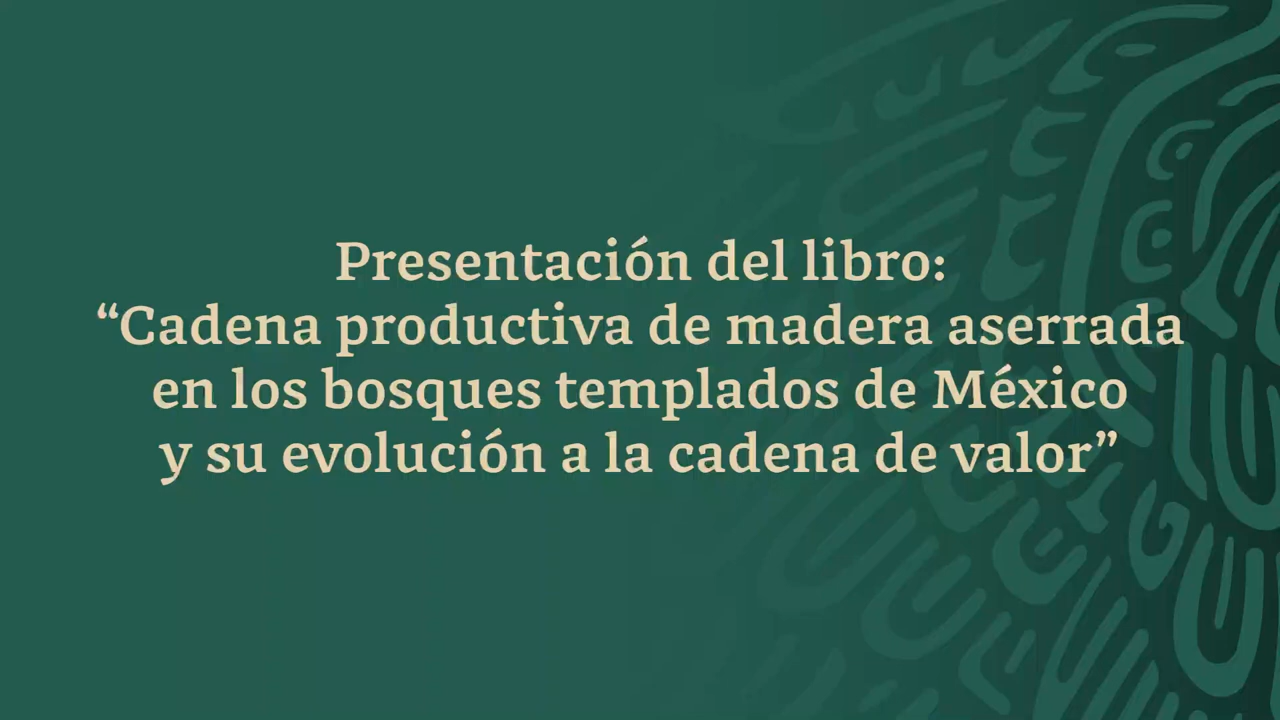 Presentación del libro:
“Cadena productiva de madera aserrada
en los bosques templados de México
y su evolución a la cadena de valor”